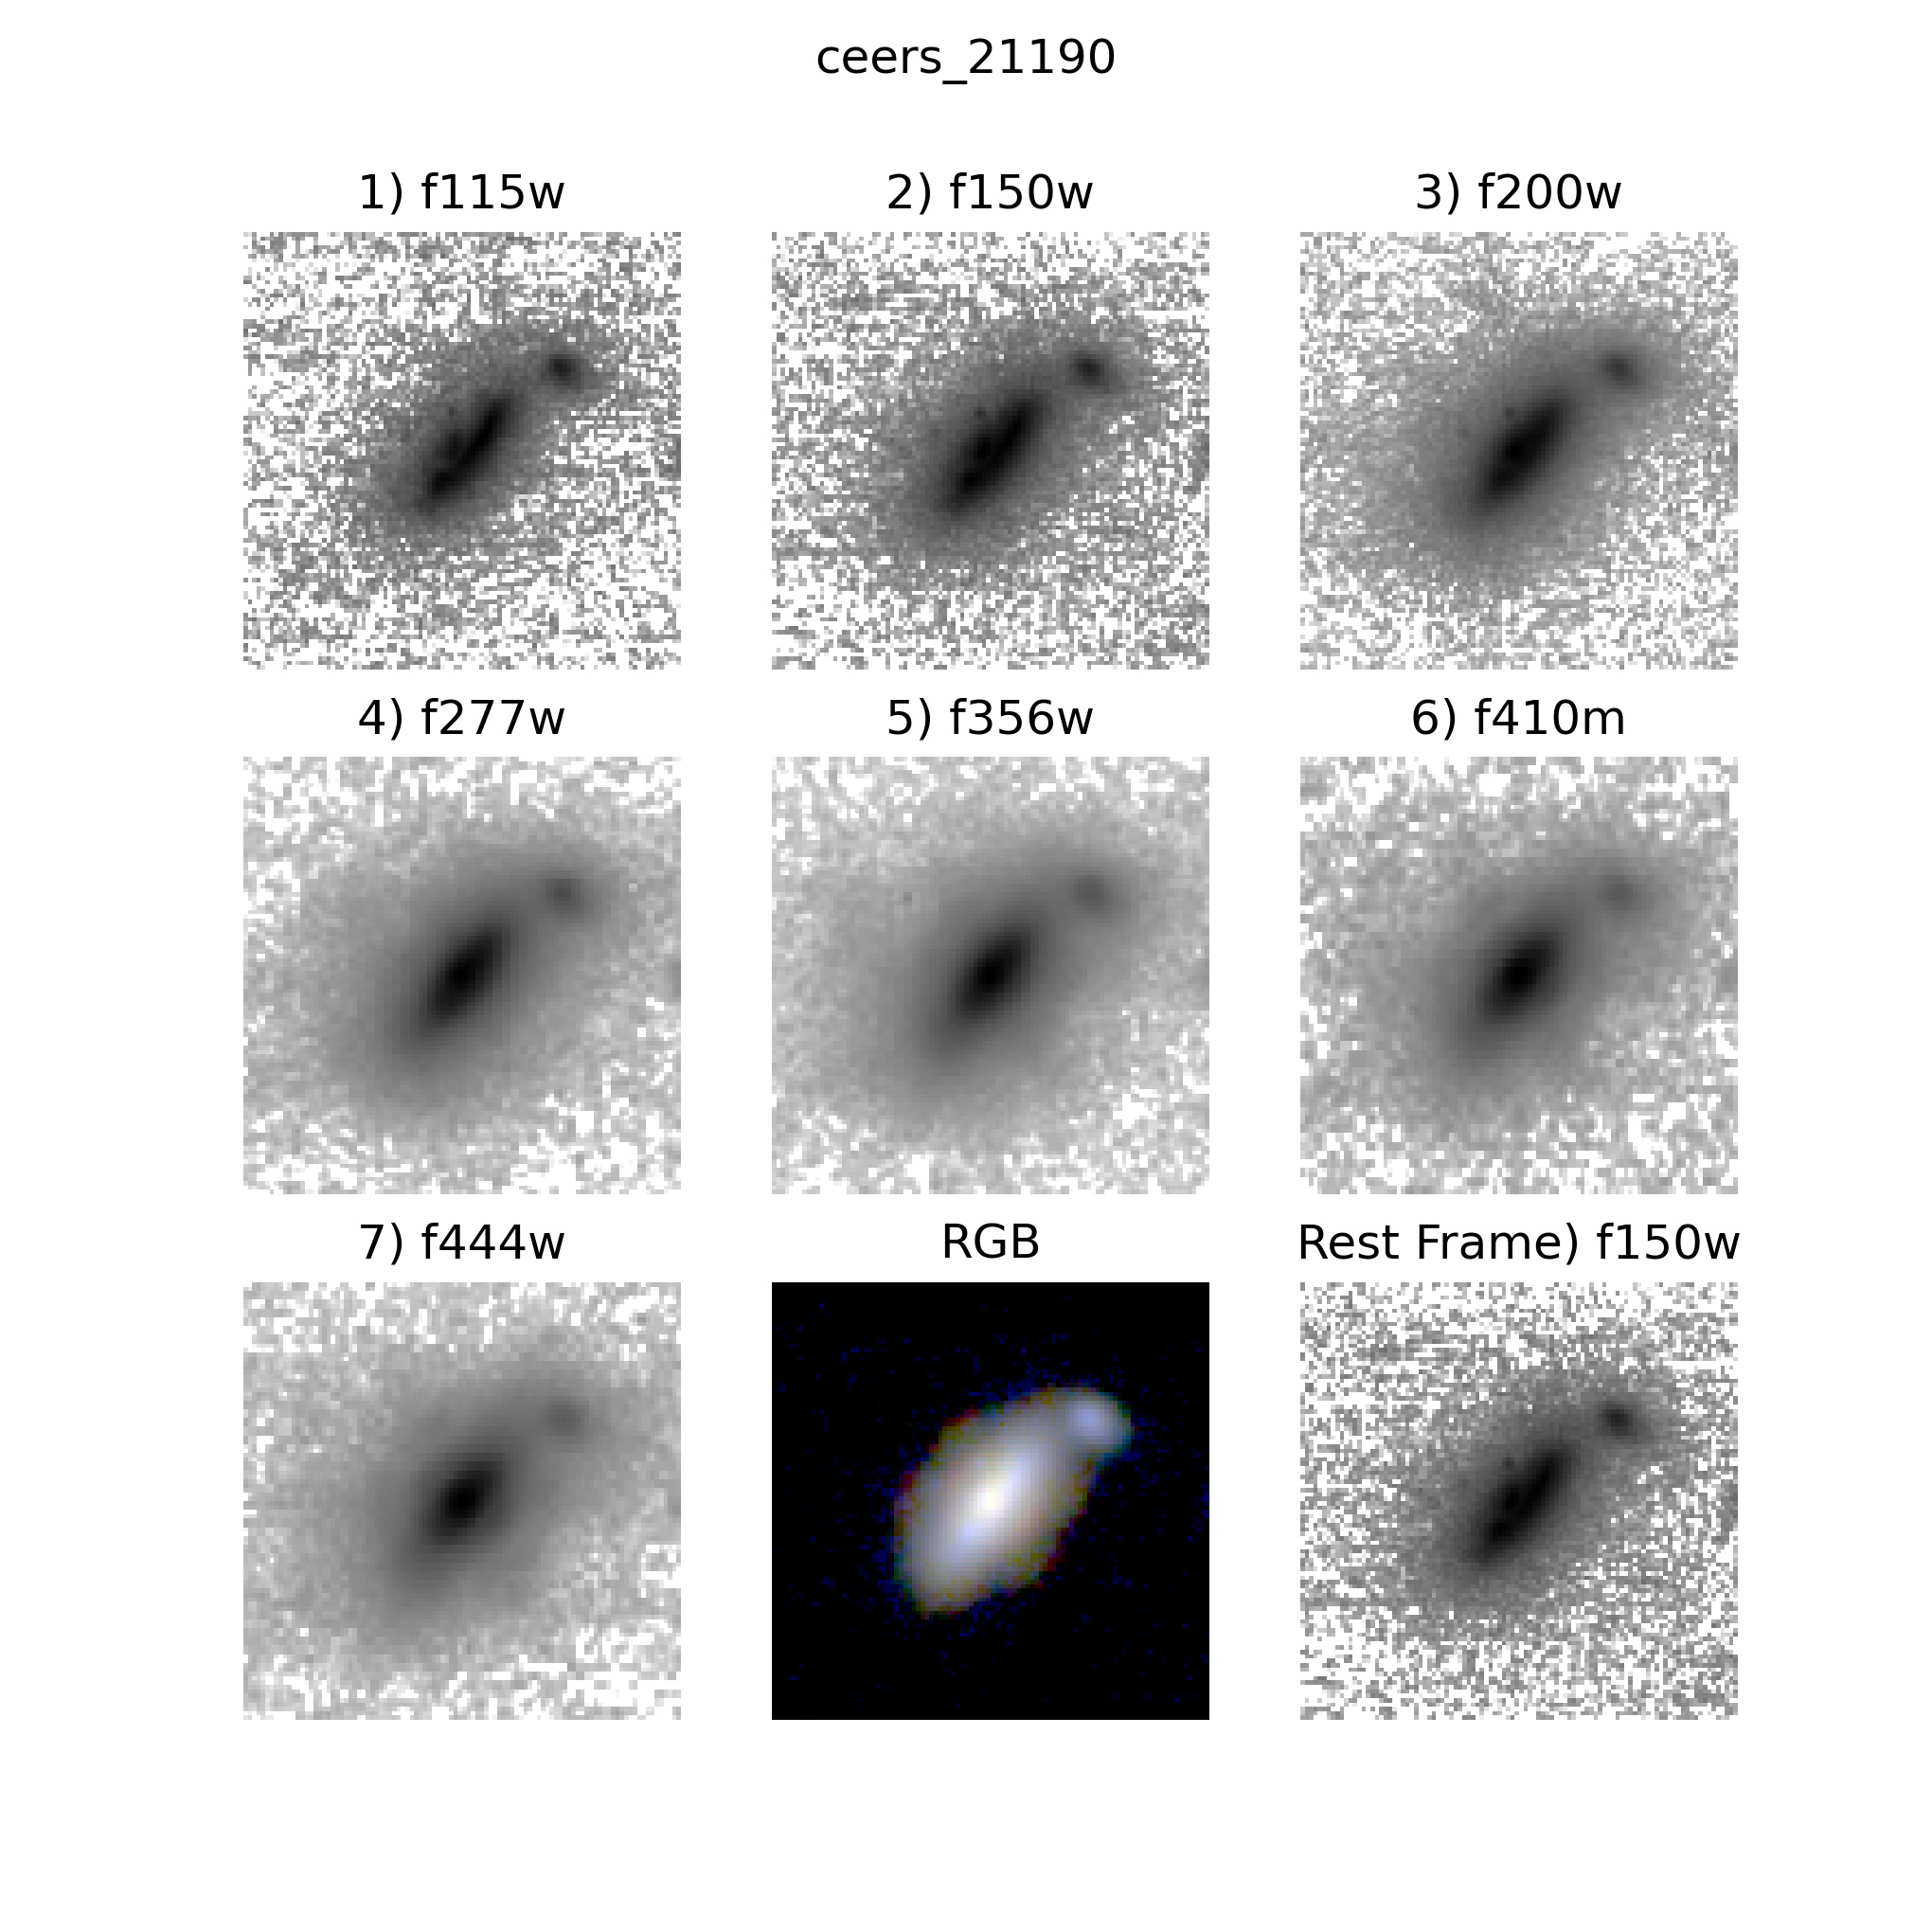 ceers_21190
1) f115w
2) f150w
3) f200w
4) f277w
5) f356w
6) f410m
7) f444w
RGB
Rest Frame) f150w